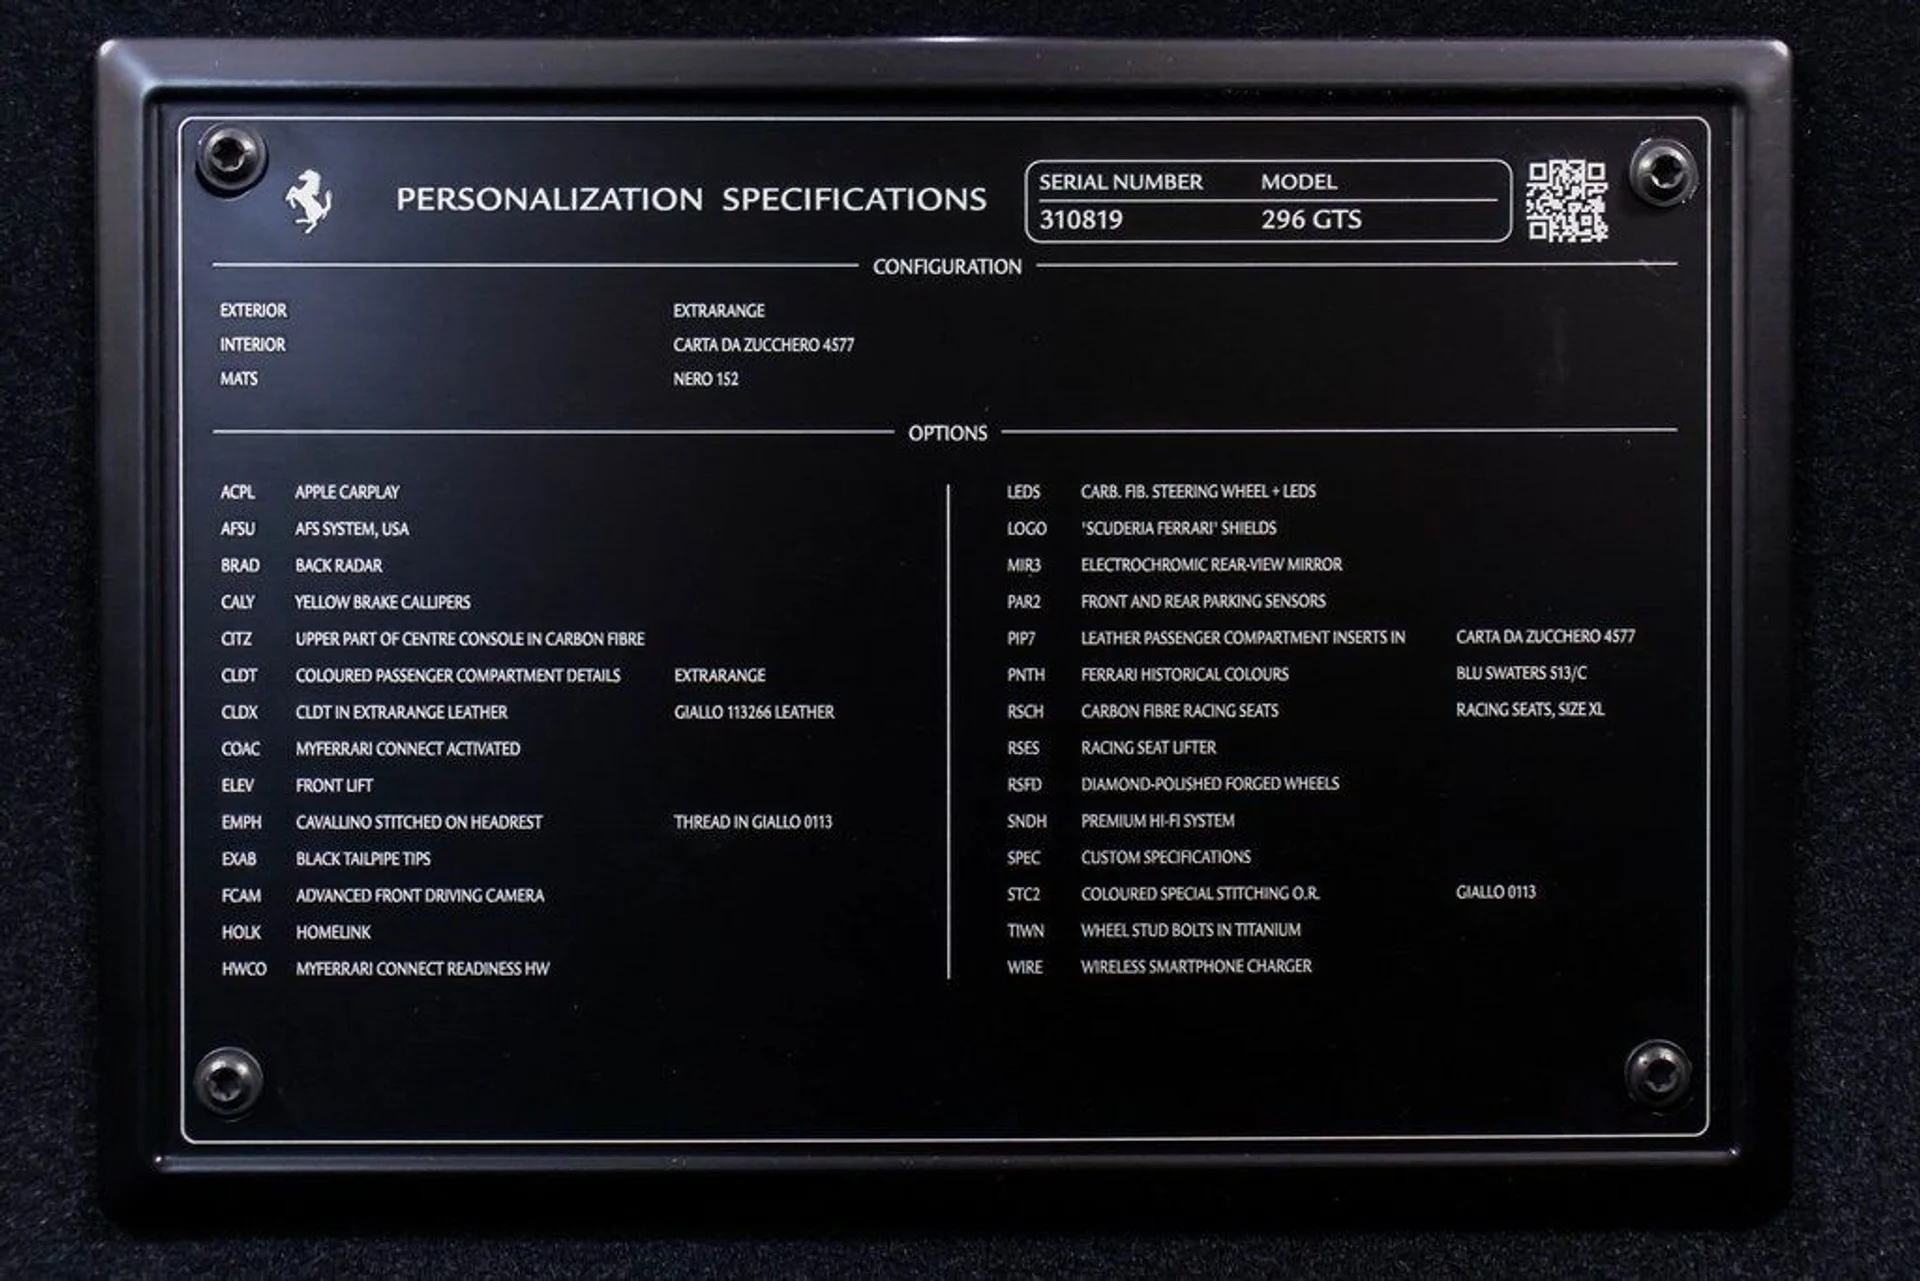 PERSONALIZATION SPECIFICATIONS
SERIAL NUMBER MODEL
310819 296 GTS
CONFIGURATION
EXTERIOR EXTRARANGE
INTERIOR CARTA DA ZUCCHERO 4577
MATS NERO 152
OPTIONS
ACPL APPLE CARPLAY
AFSU AFS SYSTEM, USA
BRAD BACK RADAR
CALY YELLOW BRAKE CALLIPERS
CITZ UPPER PART OF CENTRE CONSOLE IN CARBON FIBRE
CLDT COLOURED PASSENGER COMPARTMENT DETAILS EXTRARANGE
CLDX CLDT IN EXTRARANGE LEATHER GIALLO 113266 LEATHER
COAC MYFERRARI CONNECT ACTIVATED
ELEV FRONT LIFT
EMPH CAVALLINO STITCHED ON HEADREST THREAD IN GIALLO 0113
EXAB BLACK TAILPIPE TIPS
FCAM ADVANCED FRONT DRIVING CAMERA
HOLK HOMELINK
HWCO MYFERRARI CONNECT READINESS HW
LEDS CARB. FIB. STEERING WHEEL + LEDS
LOGO 'SCUDERIA FERRARI' SHIELDS
MIR3 ELECTROCHROMIC REAR-VIEW MIRROR
PAR2 FRONT AND REAR PARKING SENSORS
PIP7 LEATHER PASSENGER COMPARTMENT INSERTS IN CARTA DA ZUCCHERO 4577
PNTH FERRARI HISTORICAL COLOURS BLU SWATERS 513/C
RSCH CARBON FIBRE RACING SEATS RACING SEATS, SIZE XL
RSES RACING SEAT LIFTER
RSFD DIAMOND-POLISHED FORGED WHEELS
SNDH PREMIUM HI-FI SYSTEM
SPEC CUSTOM SPECIFICATIONS
STC2 COLOURED SPECIAL STITCHING O.R. GIALLO 0113
TIWN WHEEL STUD BOLTS IN TITANIUM
WIRE WIRELESS SMARTPHONE CHARGER